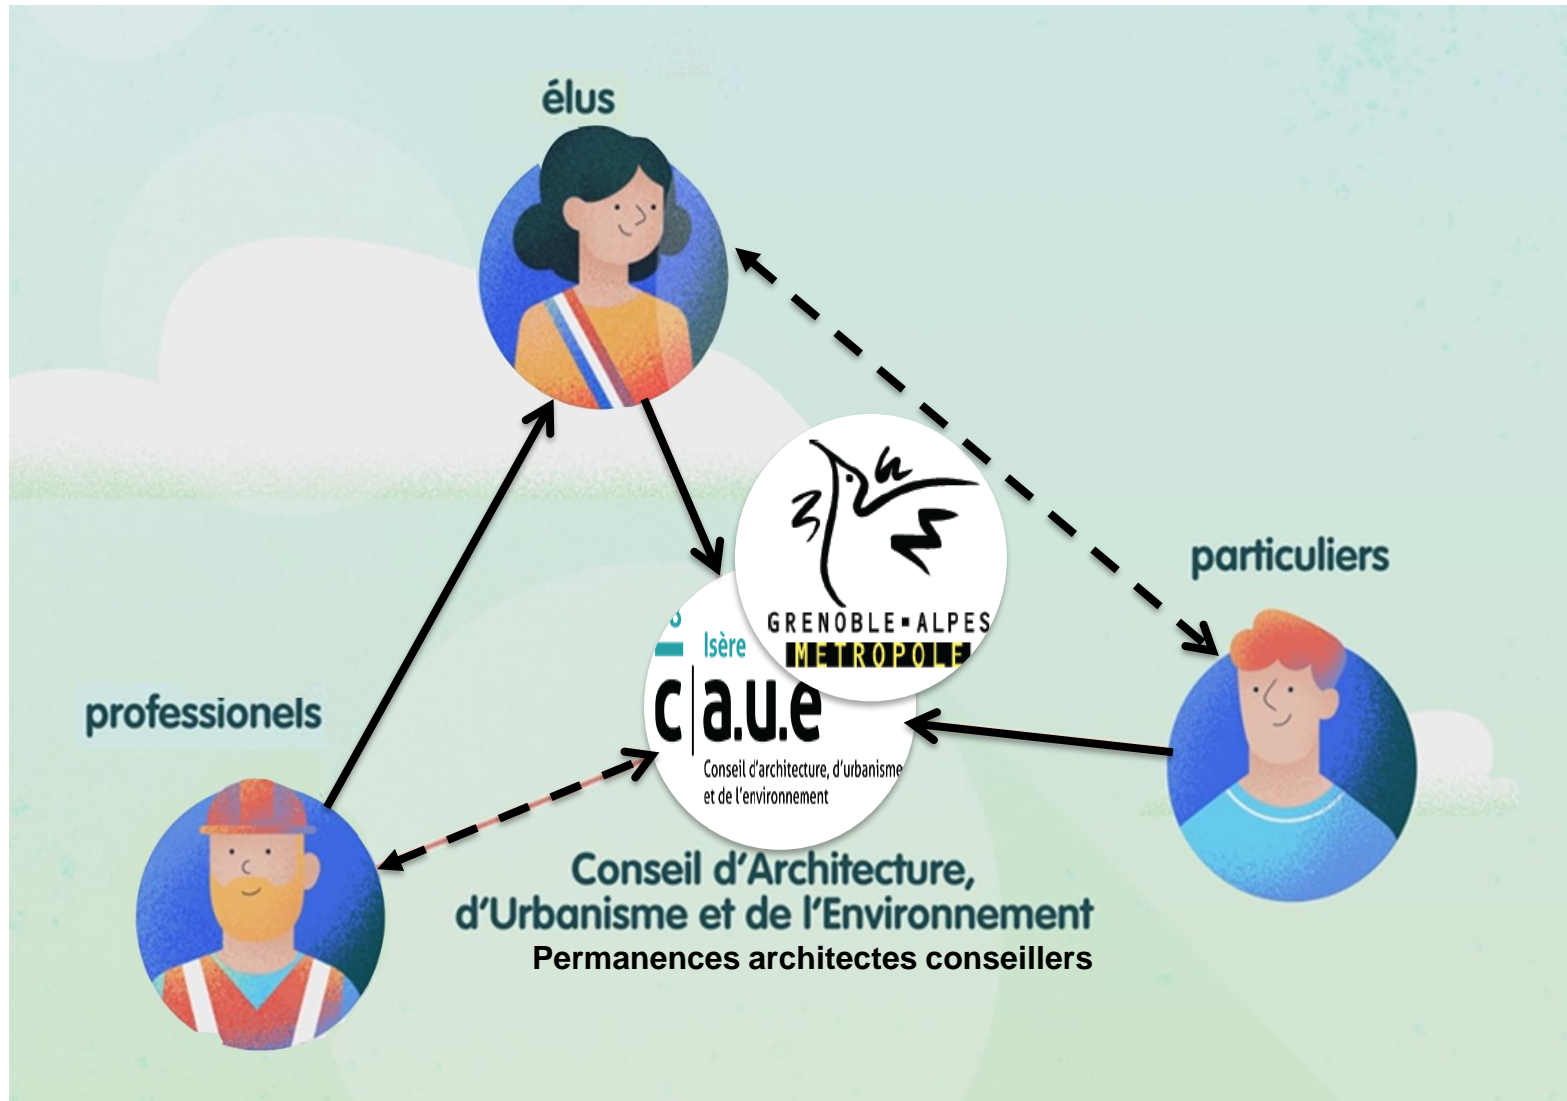 élus
particuliers
GRENOBLE-ALPES
METROPOLE
Isère
c|a.u.e
professionels
Conseil d'architecture, d'urbanisme
et de l'environnement
Conseil d'Architecture,
d'Urbanisme et de l'Environnement
Permanences architectes conseillers